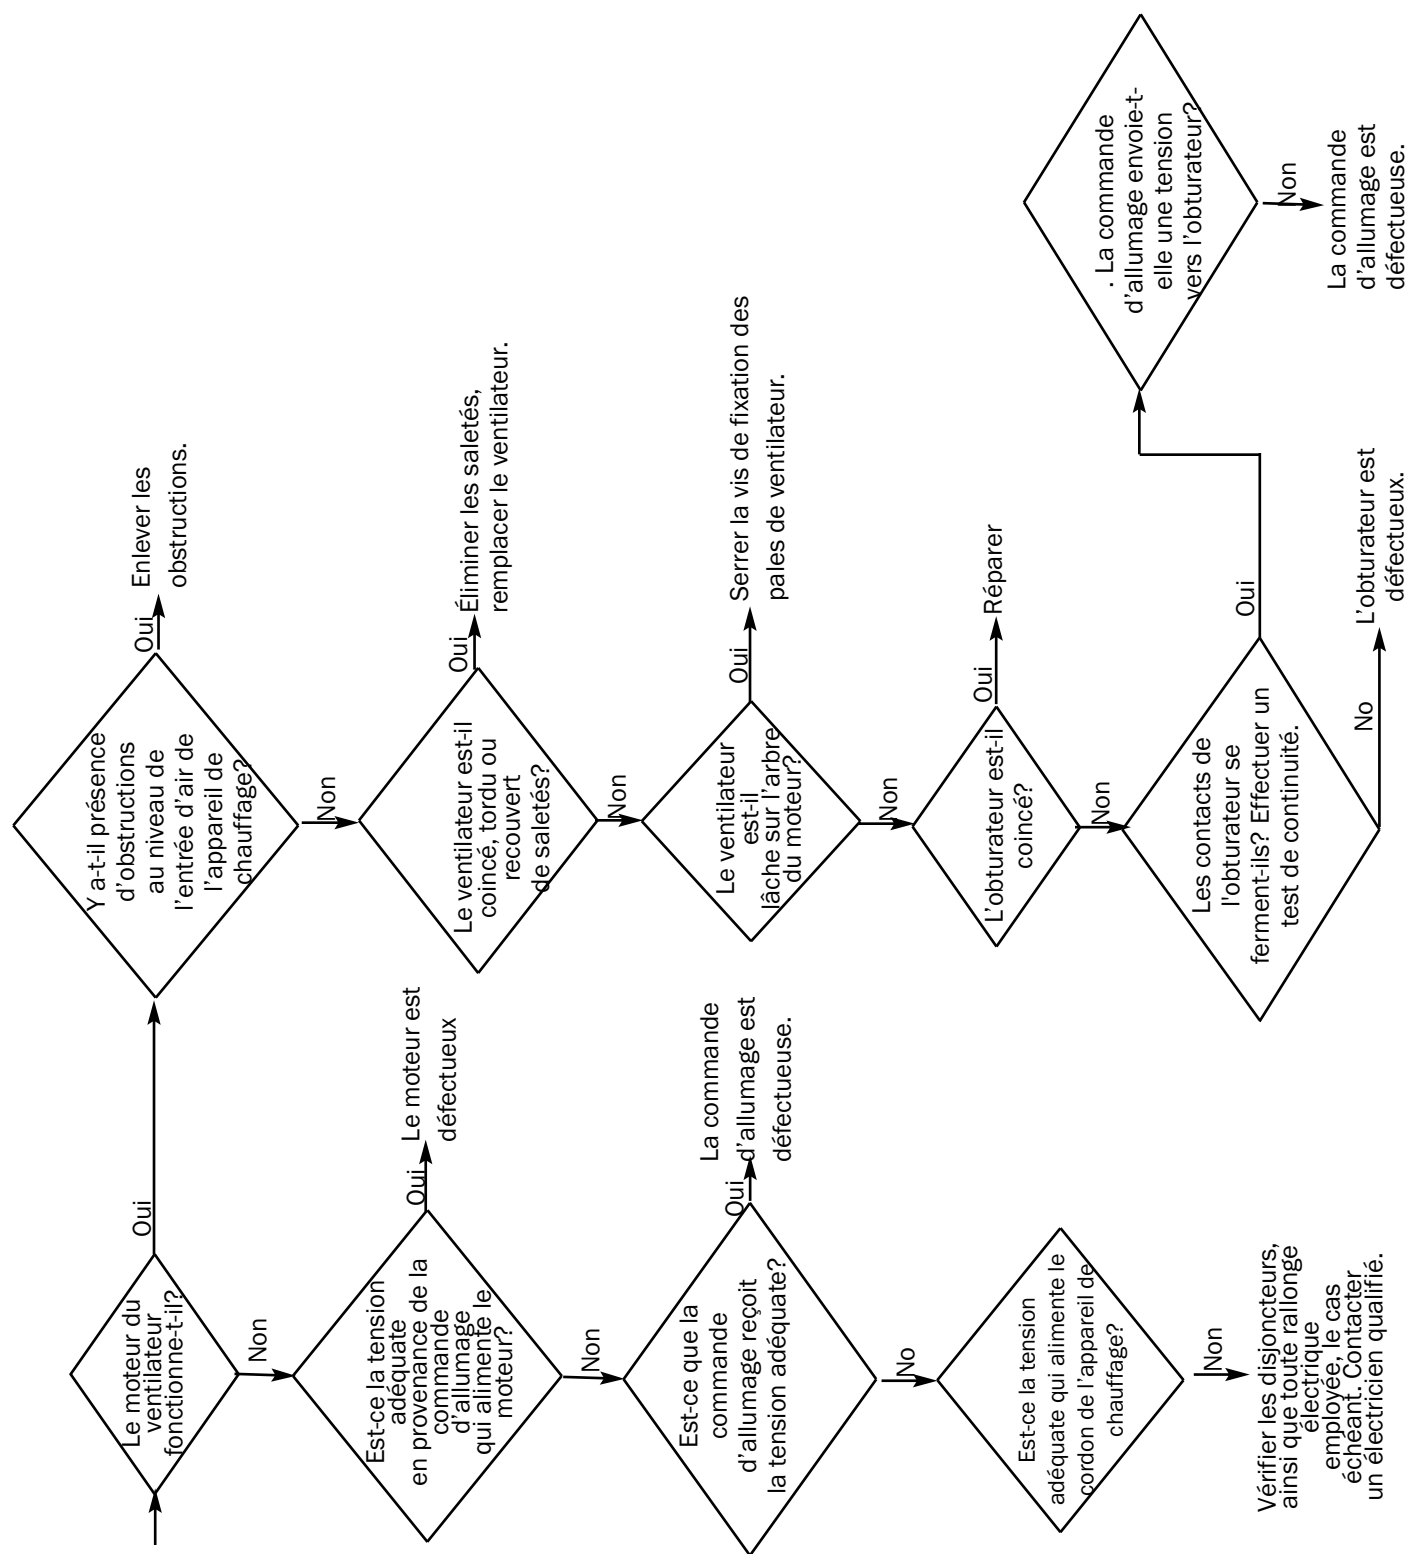 Le moteur du
ventilateur
fonctionne-t-il?
Oui
Non
Est-ce la tension
adéquate
en provenance de la
commande
d'allumage
qui alimente le
moteur?
Oui
Le moteur est
défectueux
Non
Est-ce que la
commande
d'allumage reçoit
la tension adéquate?
Oui
La commande
d'allumage est
défectueuse.
No
Est-ce la tension
adéquate qui alimente le
cordon de l'appareil de
chauffage?
Non
Vérifier les disjoncteurs,
ainsi que toute rallonge
électrique
employée, le cas
échéant. Contacter
un électricien qualifié.
Y a-t-il présence
d'obstructions
au niveau de
l'entrée d'air de
l'appareil de
chauffage?
Oui
Enlever les
obstructions.
Non
Le ventilateur est-il
coincé, tordu ou
recouvert
de saletés?
Oui
Éliminer les saletés,
remplacer le ventilateur.
Non
Le ventilateur
est-il
lâche sur l'arbre
du moteur?
Oui
Serrer la vis de fixation des
pales de ventilateur.
Non
L'obturateur est-il
coincé?
Oui
Réparer
Non
Les contacts de
l'obturateur se
ferment-ils? Effectuer un
test de continuité.
Oui
No
L'obturateur est
défectueux.
. La commande
d'allumage envoie-t-
elle une tension
vers l'obturateur?
Non
La commande
d'allumage est
défectueuse.